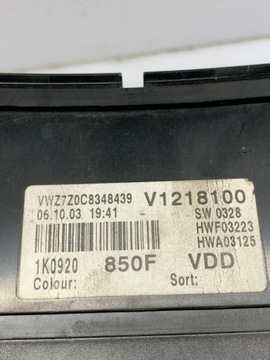 VWZ7Z0C8348439 V1218100
06.10.03 19:41 SW 0328
HWF03223
HWA03125
1K0920 850F VDD
Colour: Sort: